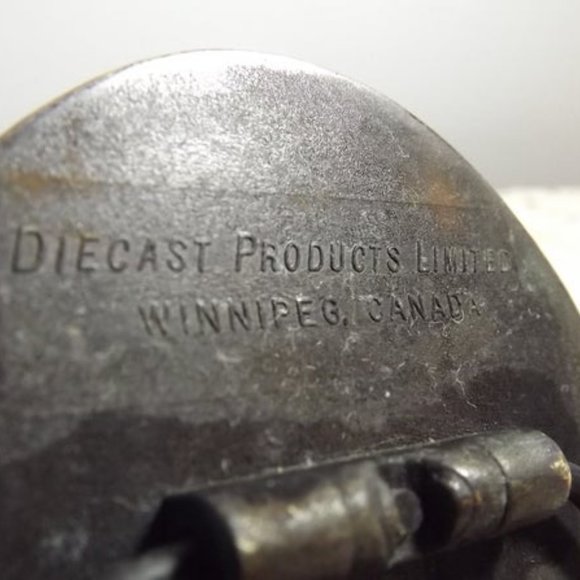 DIECAST PRODUCTS LIMITED
WINNIPEG, CANADA